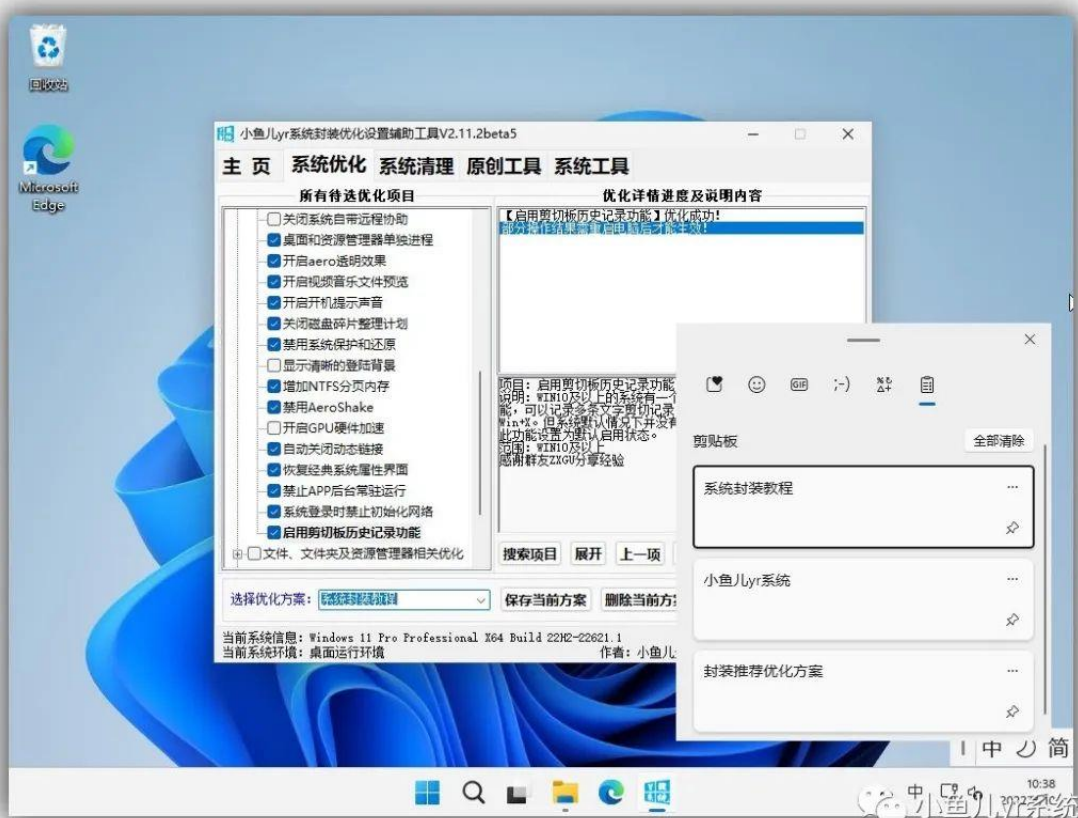 回收站
Microsoft
Edge
小鱼儿yr系统封装优化设置辅助工具V2.11.2beta5
主 页 系统优化 系统清理 原创工具 系统工具
所有待选优化项目
关闭系统自带远程协助
桌面和资源管理器单独进程
开启aero透明效果
开启视频音乐文件预览
开启开机提示声音
关闭磁盘碎片整理计划
禁用系统保护和还原
显示清晰的登陆背景
增加NTFS分页内存
禁用AeroShake
开启GPU硬件加速
自动关闭动态链接
恢复经典系统属性界面
禁止APP后台常驻运行
系统登录时禁止初始化网络
启用剪切板历史记录功能
文件、文件夹及资源管理器相关优化
优化详情进度及说明内容
【启用剪切板历史记录功能】优化成功!
部分操作结果需重启电脑后才能生效!
项目: 启用剪切板历史记录功能
说明: WIN10及以上的系统有一个
能, 可以记录多条文字剪切记录
Win+X。但系统默认情况下并没有
此功能设置为默认启用状态。
范围: WIN10及以上
感谢群友ZXGU分享经验
搜索项目 展开 上一项
选择优化方案: 系统封装教程 保存当前方案 删除当前方
当前系统信息: Windows 11 Pro Professional X64 Build 22H2-22621.1
当前系统环境: 桌面运行环境 作者: 小鱼儿
GIF ;-)
剪贴板 全部清除
系统封装教程
小鱼儿yr系统
封装推荐优化方案
中 简
中
10:38
小鱼儿yr系统